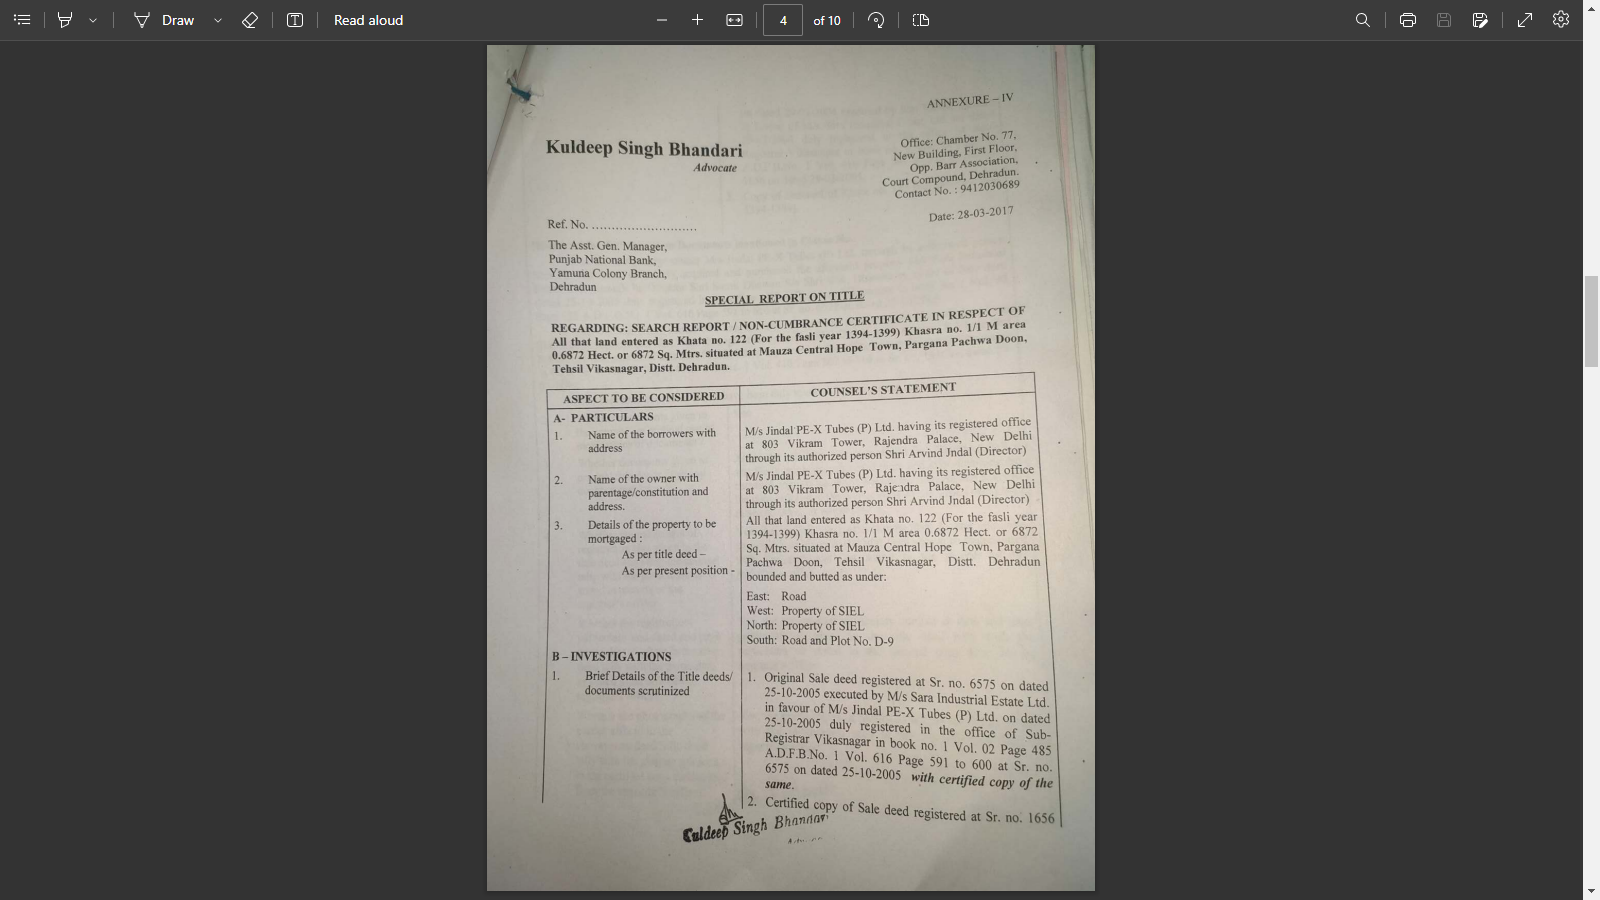 Draw
Read aloud
4
of 10
ANNEXURE – IV
Kuldeep Singh Bhandari
Advocate
Office: Chamber No. 77,
New Building, First Floor,
Opp. Barr Association,
Court Compound, Dehradun.
Contact No. : 9412030689
Date: 28-03-2017
Ref. No. ...........................
The Asst. Gen. Manager,
Punjab National Bank,
Yamuna Colony Branch,
Dehradun
SPECIAL REPORT ON TITLE
REGARDING: SEARCH REPORT / NON-CUMBRANCE CERTIFICATE IN RESPECT OF
All that land entered as Khata no. 122 (For the fasli year 1394-1399) Khasra no. 1/1 M area
0.6872 Hect. or 6872 Sq. Mtrs. situated at Mauza Central Hope Town, Pargana Pachwa Doon,
Tehsil Vikasnagar, Distt. Dehradun.
ASPECT TO BE CONSIDERED
COUNSEL'S STATEMENT
A- PARTICULARS
1. Name of the borrowers with
address
M/s Jindal PE-X Tubes (P) Ltd. having its registered office
at 803 Vikram Tower, Rajendra Palace, New Delhi
through its authorized person Shri Arvind Jndal (Director)
2. Name of the owner with
parentage/constitution and
address.
M/s Jindal PE-X Tubes (P) Ltd. having its registered office
at 803 Vikram Tower, Rajendra Palace, New Delhi
through its authorized person Shri Arvind Jndal (Director)
3. Details of the property to be
mortgaged :
As per title deed –
As per present position -
All that land entered as Khata no. 122 (For the fasli year
1394-1399) Khasra no. 1/1 M area 0.6872 Hect. or 6872
Sq. Mtrs. situated at Mauza Central Hope Town, Pargana
Pachwa Doon, Tehsil Vikasnagar, Distt. Dehradun
bounded and butted as under:
East: Road
West: Property of SIEL
North: Property of SIEL
South: Road and Plot No. D-9
B – INVESTIGATIONS
1. Brief Details of the Title deeds/
documents scrutinized
1. Original Sale deed registered at Sr. no. 6575 on dated
25-10-2005 executed by M/s Sara Industrial Estate Ltd.
in favour of M/s Jindal PE-X Tubes (P) Ltd. on dated
25-10-2005 duly registered in the office of Sub-
Registrar Vikasnagar in book no. 1 Vol. 02 Page 485
A.D.F.B.No. 1 Vol. 616 Page 591 to 600 at Sr. no.
6575 on dated 25-10-2005 with certified copy of the
same.
2. Certified copy of Sale deed registered at Sr. no. 1656
Kuldeep Singh Bhandari